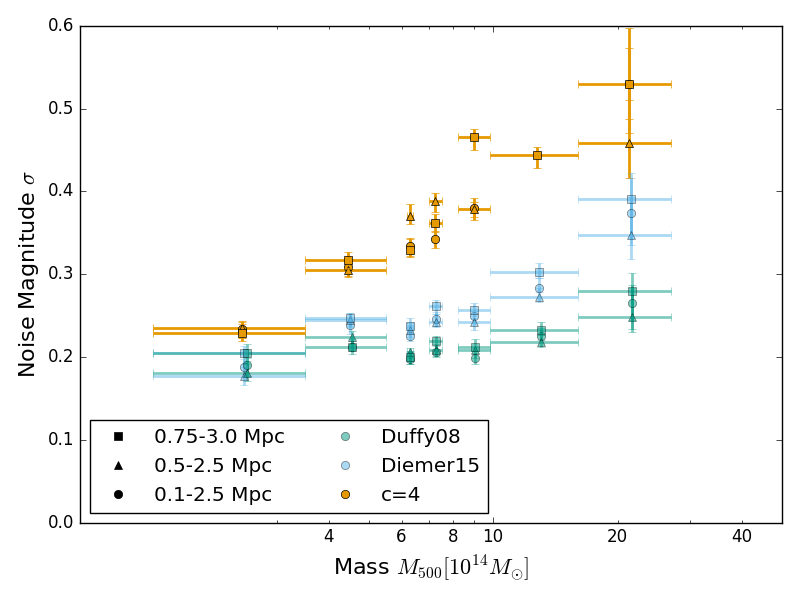 0.6
0.5
0.4
0.3
0.2
0.1
0.0
Noise Magnitude σ
0.75-3.0 Mpc Duffy08
0.5-2.5 Mpc Diemer15
0.1-2.5 Mpc c=4
4 6 8 10 20 40
Mass M₅₀₀[10¹⁴M☉]